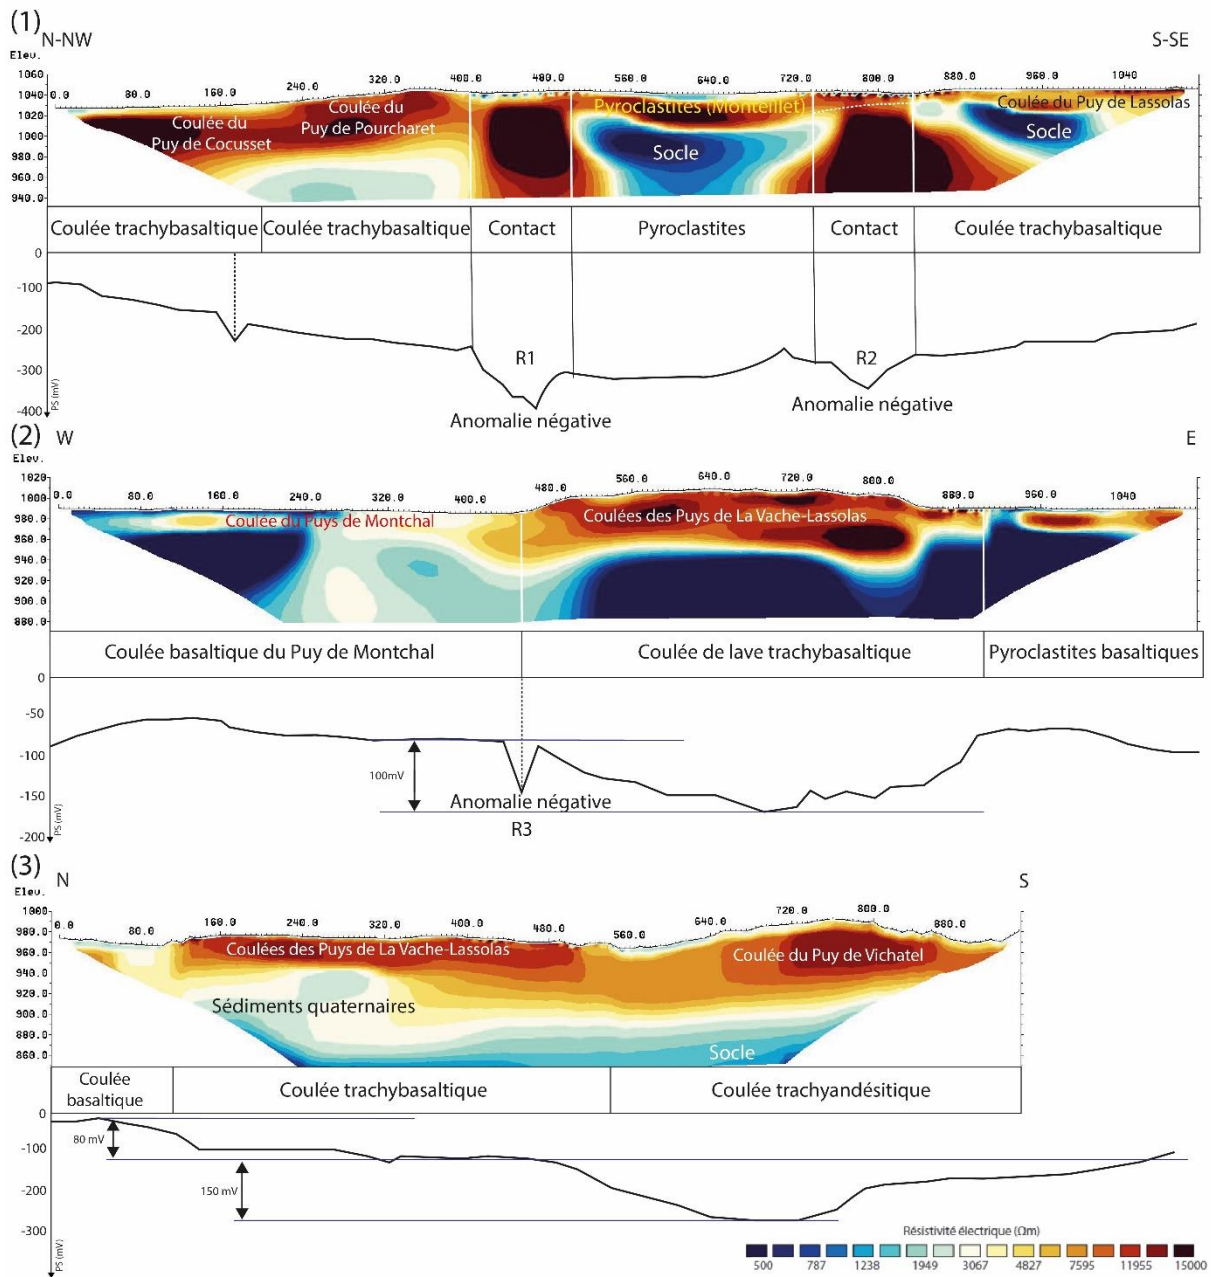 (1)
N-NW
S-SE
Elev.
1060
1040
1020
1000
980.0
960.0
940.0
0.0 80.0 160.0 240.0 320.0 400.0 480.0 560.0 640.0 720.0 800.0 880.0 960.0 1040
Coulée du
Puy de Cocusset
Coulée du
Puy de Pourcharet
Pyroclastites (Monteillet)
Socle
Coulée du Puy de Lassolas
Socle
Coulée trachybasaltique Coulée trachybasaltique Contact Pyroclastites Contact Coulée trachybasaltique
0
-100
-200
-300
-400
PS (mV)
R1
Anomalie négative
R2
Anomalie négative
(2)
W
E
Elev.
1020
1000
980.0
960.0
940.0
920.0
900.0
880.0
0.0 80.0 160.0 240.0 320.0 400.0 480.0 560.0 640.0 720.0 800.0 880.0 960.0 1040
Coulée du Puys de Montchal
Coulées des Puys de La Vache-Lassolas
Coulée basaltique du Puy de Montchal Coulée de lave trachybasaltique Pyroclastites basaltiques
0
-50
-100
-150
-200
PS (mV)
100mV
Anomalie négative
R3
(3)
N
S
Elev.
1000
980.0
960.0
940.0
920.0
900.0
880.0
860.0
0.0 80.0 160.0 240.0 320.0 400.0 480.0 560.0 640.0 720.0 800.0 880.0
Coulées des Puys de La Vache-Lassolas
Coulée du Puy de Vichatel
Sédiments quaternaires
Socle
Coulée
basaltique
Coulée trachybasaltique
Coulée trachyandésitique
0
-100
-200
-300
PS (mV)
80 mV
150 mV
Résistivité électrique (Ωm)
500 787 1238 1949 3067 4827 7595 11955 15000